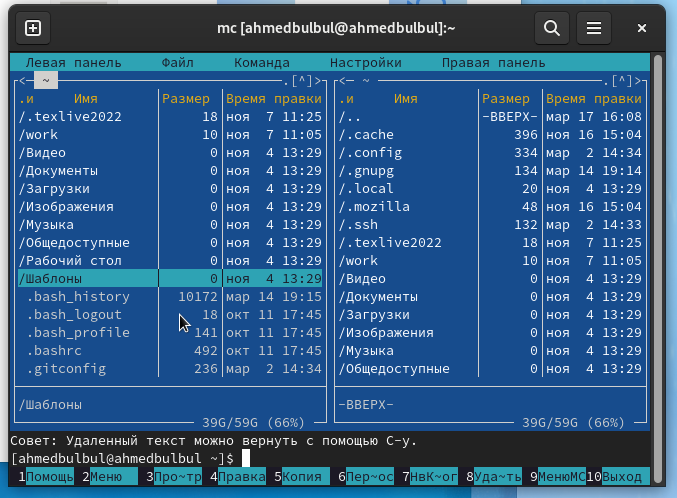 mc [ahmedbulbul@ahmedbulbul]:~
Левая панель Файл Команда Настройки Правая панель
<— ~ .[^]> <— ~ .[^]>
.и Имя Размер Время правки .и Имя Размер Время правки
/.texlive2022 18 ноя 7 11:25 /.. -ВВЕРХ- мар 17 16:08
/work 10 ноя 7 11:05 /.cache 396 ноя 16 15:04
/Видео 0 ноя 4 13:29 /.config 334 мар 2 14:34
/Документы 0 ноя 4 13:29 /.gnupg 134 мар 14 19:14
/Загрузки 0 ноя 4 13:29 /.local 20 ноя 4 13:29
/Изображения 0 ноя 4 13:29 /.mozilla 48 ноя 16 15:04
/Музыка 0 ноя 4 13:29 /.ssh 132 мар 2 14:33
/Общедоступные 0 ноя 4 13:29 /.texlive2022 18 ноя 7 11:25
/Рабочий стол 0 ноя 4 13:29 /work 10 ноя 7 11:05
/Шаблоны 0 ноя 4 13:29 /Видео 0 ноя 4 13:29
.bash_history 10172 мар 14 19:15 /Документы 0 ноя 4 13:29
.bash_logout 18 окт 11 17:45 /Загрузки 0 ноя 4 13:29
.bash_profile 141 окт 11 17:45 /Изображения 0 ноя 4 13:29
.bashrc 492 окт 11 17:45 /Музыка 0 ноя 4 13:29
.gitconfig 236 мар 2 14:34 /Общедоступные 0 ноя 4 13:29
/Шаблоны -ВВЕРХ-
39G/59G (66%) 39G/59G (66%)
Совет: Удаленный текст можно вернуть с помощью C-y.
[ahmedbulbul@ahmedbulbul ~]$
1Помощь 2Меню 3Про~тр 4Правка 5Копия 6Пер~ос 7НвК~ог 8Уда~ть 9МенюМС 10Выход